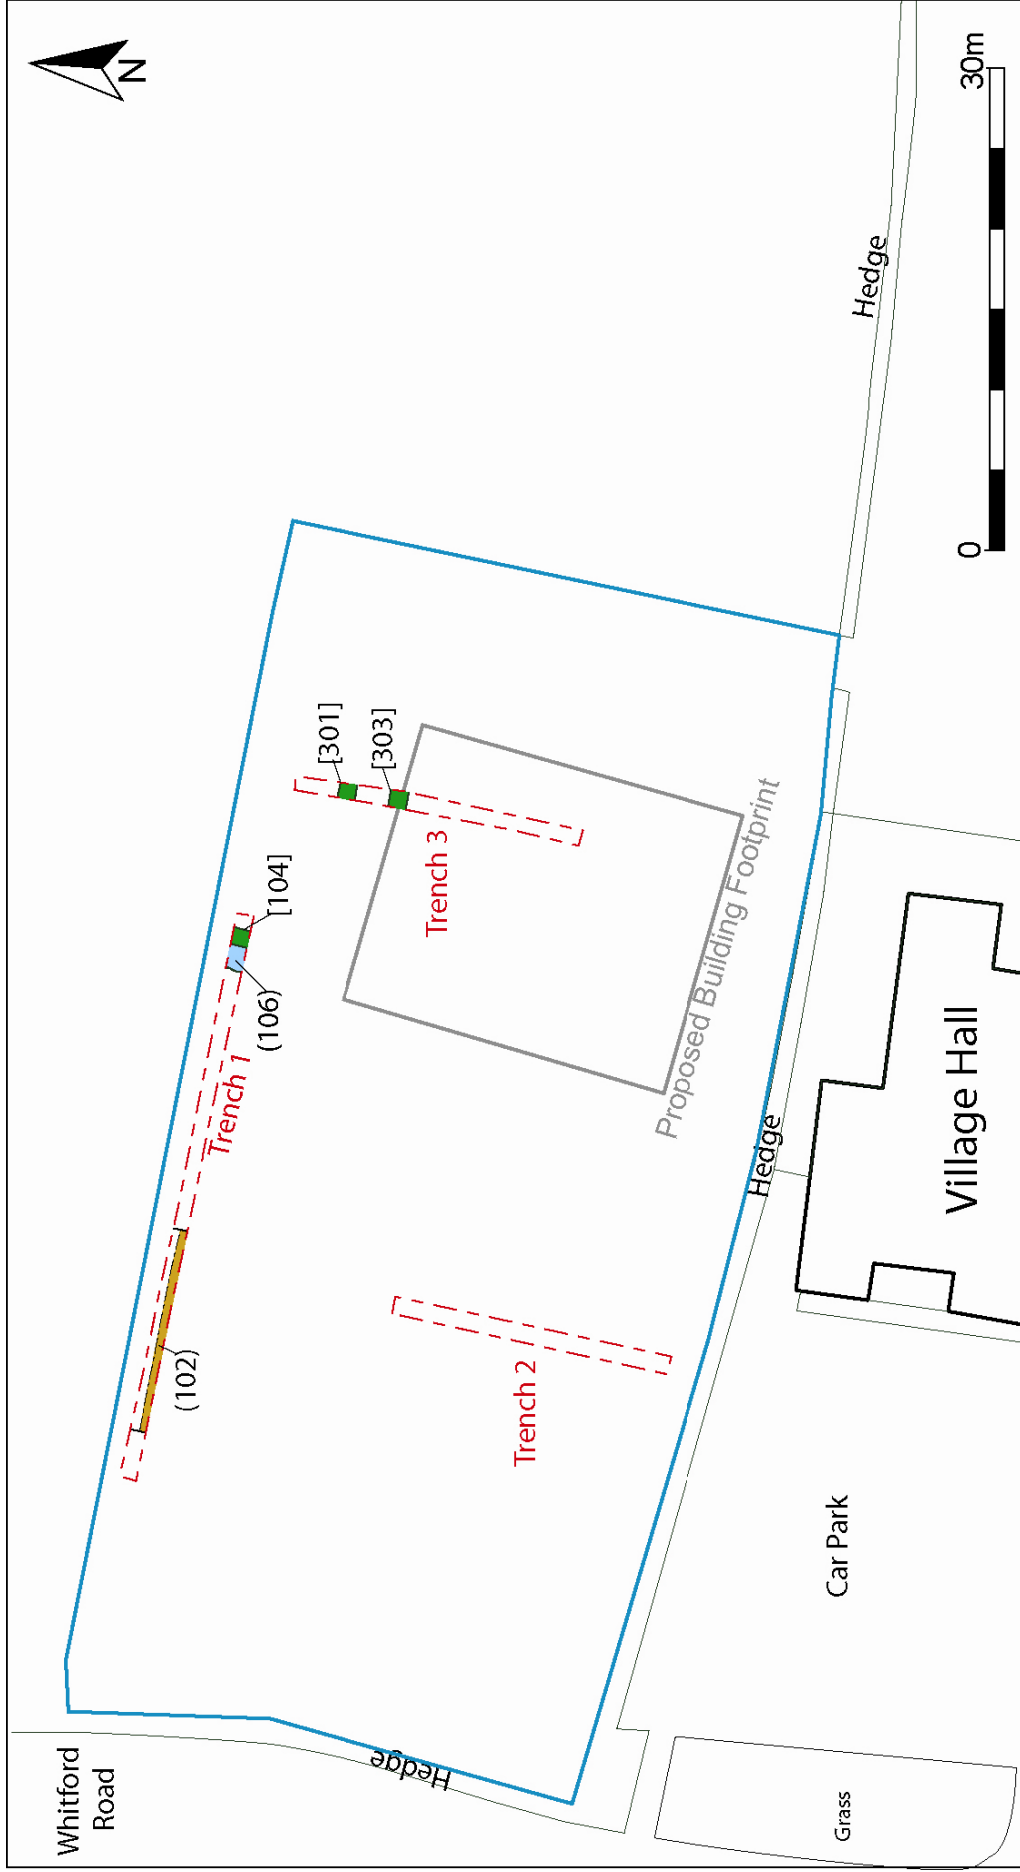 Whitford
Road
Hedge
(102)
Trench 1
(106)
[104]
[301]
[303]
Trench 3
Trench 2
Proposed Building Footprint
Hedge
Hedge
Village Hall
Car Park
Grass
N
0
30m